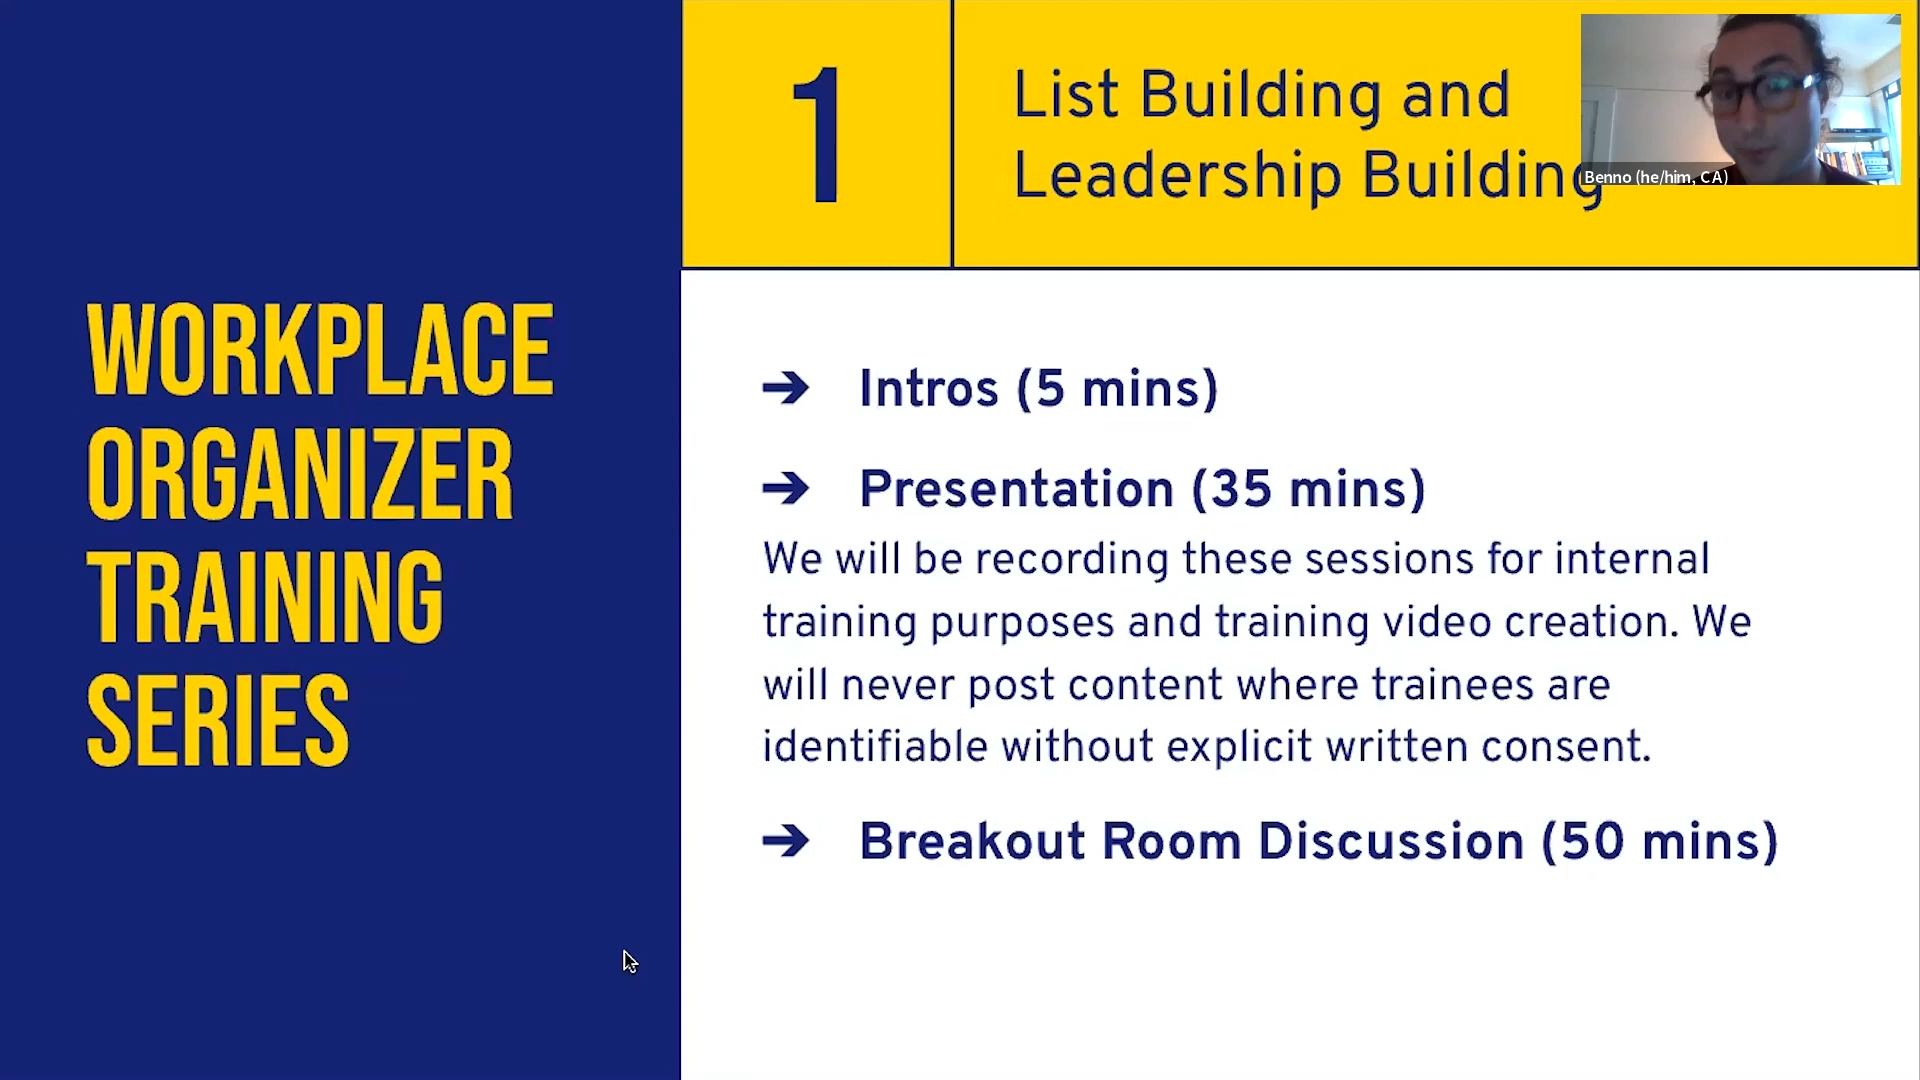 WORKPLACE
ORGANIZER
TRAINING
SERIES
1
List Building and
Leadership Building
Benno (he/him, CA)
➔ Intros (5 mins)
➔ Presentation (35 mins)
We will be recording these sessions for internal
training purposes and training video creation. We
will never post content where trainees are
identifiable without explicit written consent.
➔ Breakout Room Discussion (50 mins)